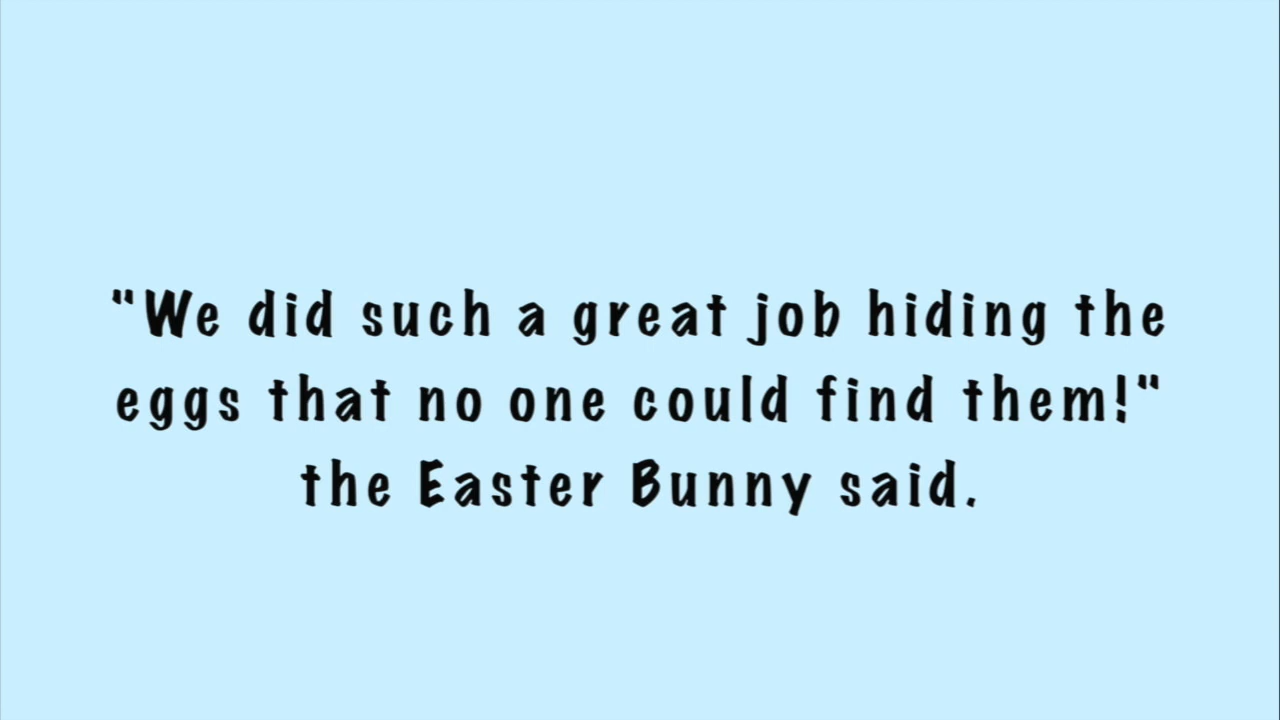 "We did such a great job hiding the
eggs that no one could find them!"
the Easter Bunny said.